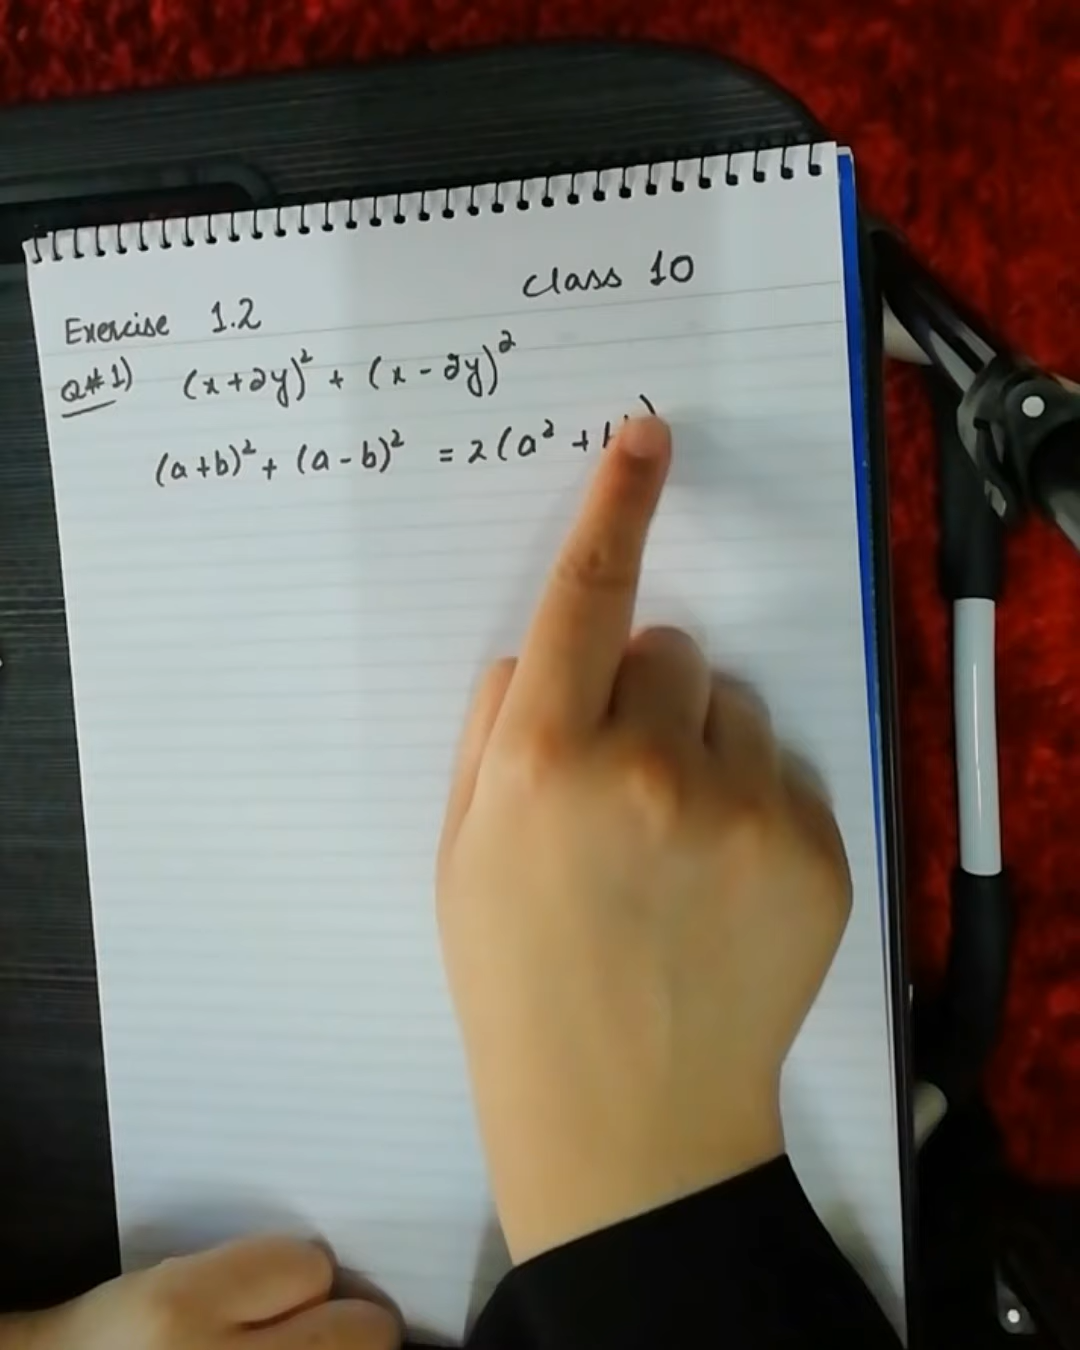 Class 10
Exercise 1.2
Q#1) (x+2y)² + (x-2y)²
(a+b)² + (a-b)² = 2(a² + b )